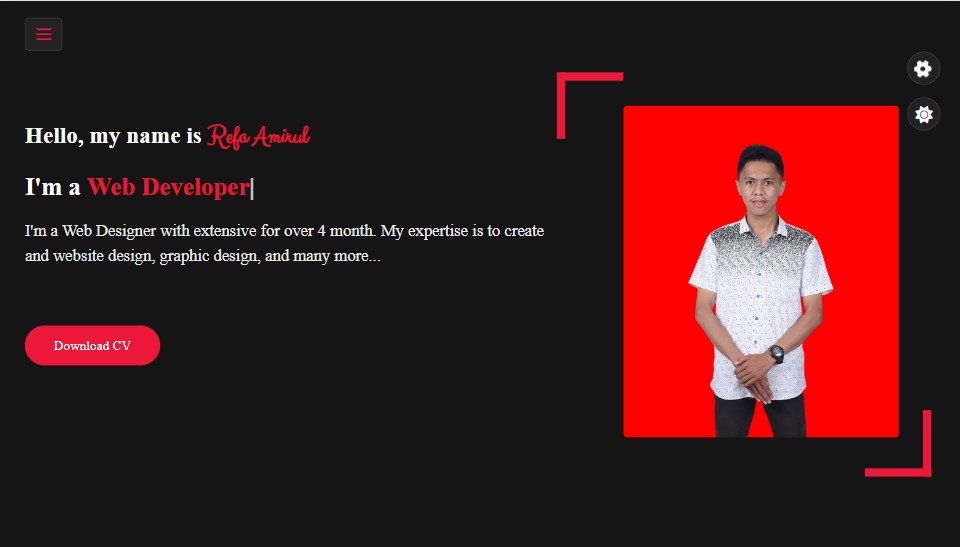 Hello, my name is Refa Amirul
I'm a Web Developer
I'm a Web Designer with extensive for over 4 month. My expertise is to create
and website design, graphic design, and many more...
Download CV